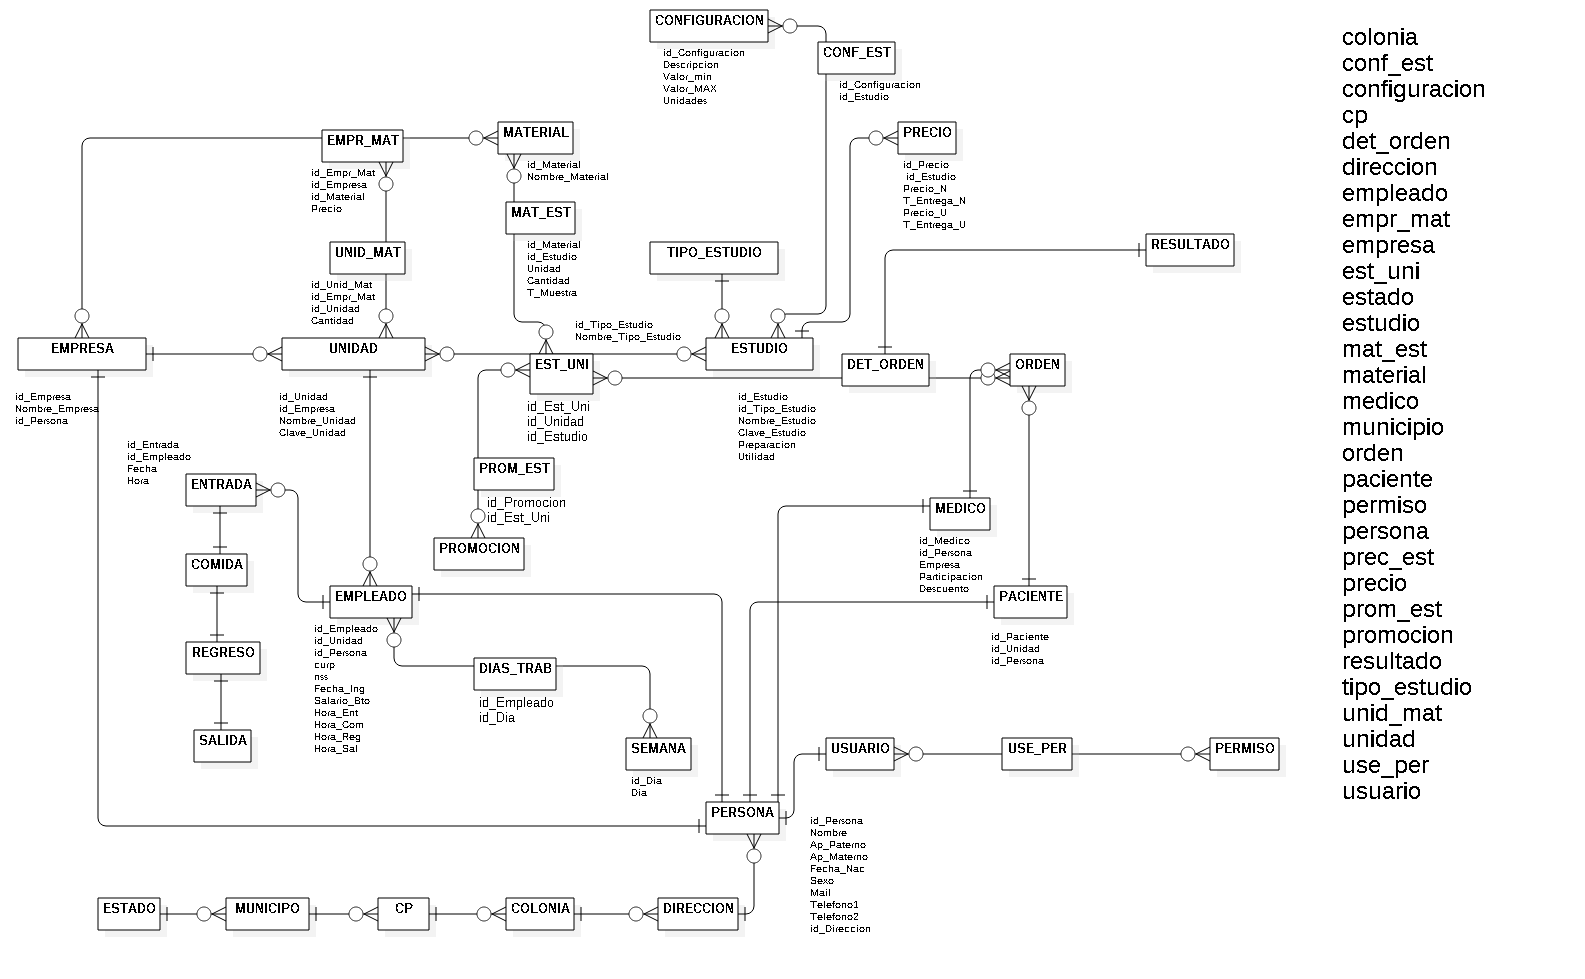 CONFIGURACION
id_Configuracion
Descripcion
Valor_min
Valor_MAX
Unidades
CONF_EST
id_Configuracion
id_Estudio
EMPR_MAT
id_Empr_Mat
id_Empresa
id_Material
Precio
MATERIAL
id_Material
Nombre_Material
PRECIO
id_Precio
id_Estudio
Precio_N
T_Entrega_N
Precio_U
T_Entrega_U
MAT_EST
id_Material
id_Estudio
Unidad
Cantidad
T_Muestra
UNID_MAT
id_Unid_Mat
id_Empr_Mat
id_Unidad
Cantidad
TIPO_ESTUDIO
id_Tipo_Estudio
Nombre_Tipo_Estudio
RESULTADO
EMPRESA
id_Empresa
Nombre_Empresa
id_Persona
UNIDAD
id_Unidad
id_Empresa
Nombre_Unidad
Clave_Unidad
EST_UNI
id_Est_Uni
id_Unidad
id_Estudio
ESTUDIO
id_Estudio
id_Tipo_Estudio
Nombre_Estudio
Clave_Estudio
Preparacion
Utilidad
DET_ORDEN
ORDEN
id_Entrada
id_Empleado
Fecha
Hora
ENTRADA
PROM_EST
id_Promocion
id_Est_Uni
PROMOCION
MEDICO
id_Medico
id_Persona
Empresa
Participacion
Descuento
COMIDA
EMPLEADO
id_Empleado
id_Unidad
id_Persona
curp
nss
Fecha_Ing
Salario_Bto
Hora_Ent
Hora_Com
Hora_Reg
Hora_Sal
PACIENTE
id_Paciente
id_Unidad
id_Persona
REGRESO
DIAS_TRAB
id_Empleado
id_Dia
SALIDA
SEMANA
id_Dia
Dia
USUARIO
USE_PER
PERMISO
PERSONA
id_Persona
Nombre
Ap_Paterno
Ap_Materno
Fecha_Nac
Sexo
Mail
Telefono1
Telefono2
id_Direccion
ESTADO
MUNICIPO
CP
COLONIA
DIRECCION
colonia
conf_est
configuracion
cp
det_orden
direccion
empleado
empr_mat
empresa
est_uni
estado
estudio
mat_est
material
medico
municipio
orden
paciente
permiso
persona
prec_est
precio
prom_est
promocion
resultado
tipo_estudio
unid_mat
unidad
use_per
usuario